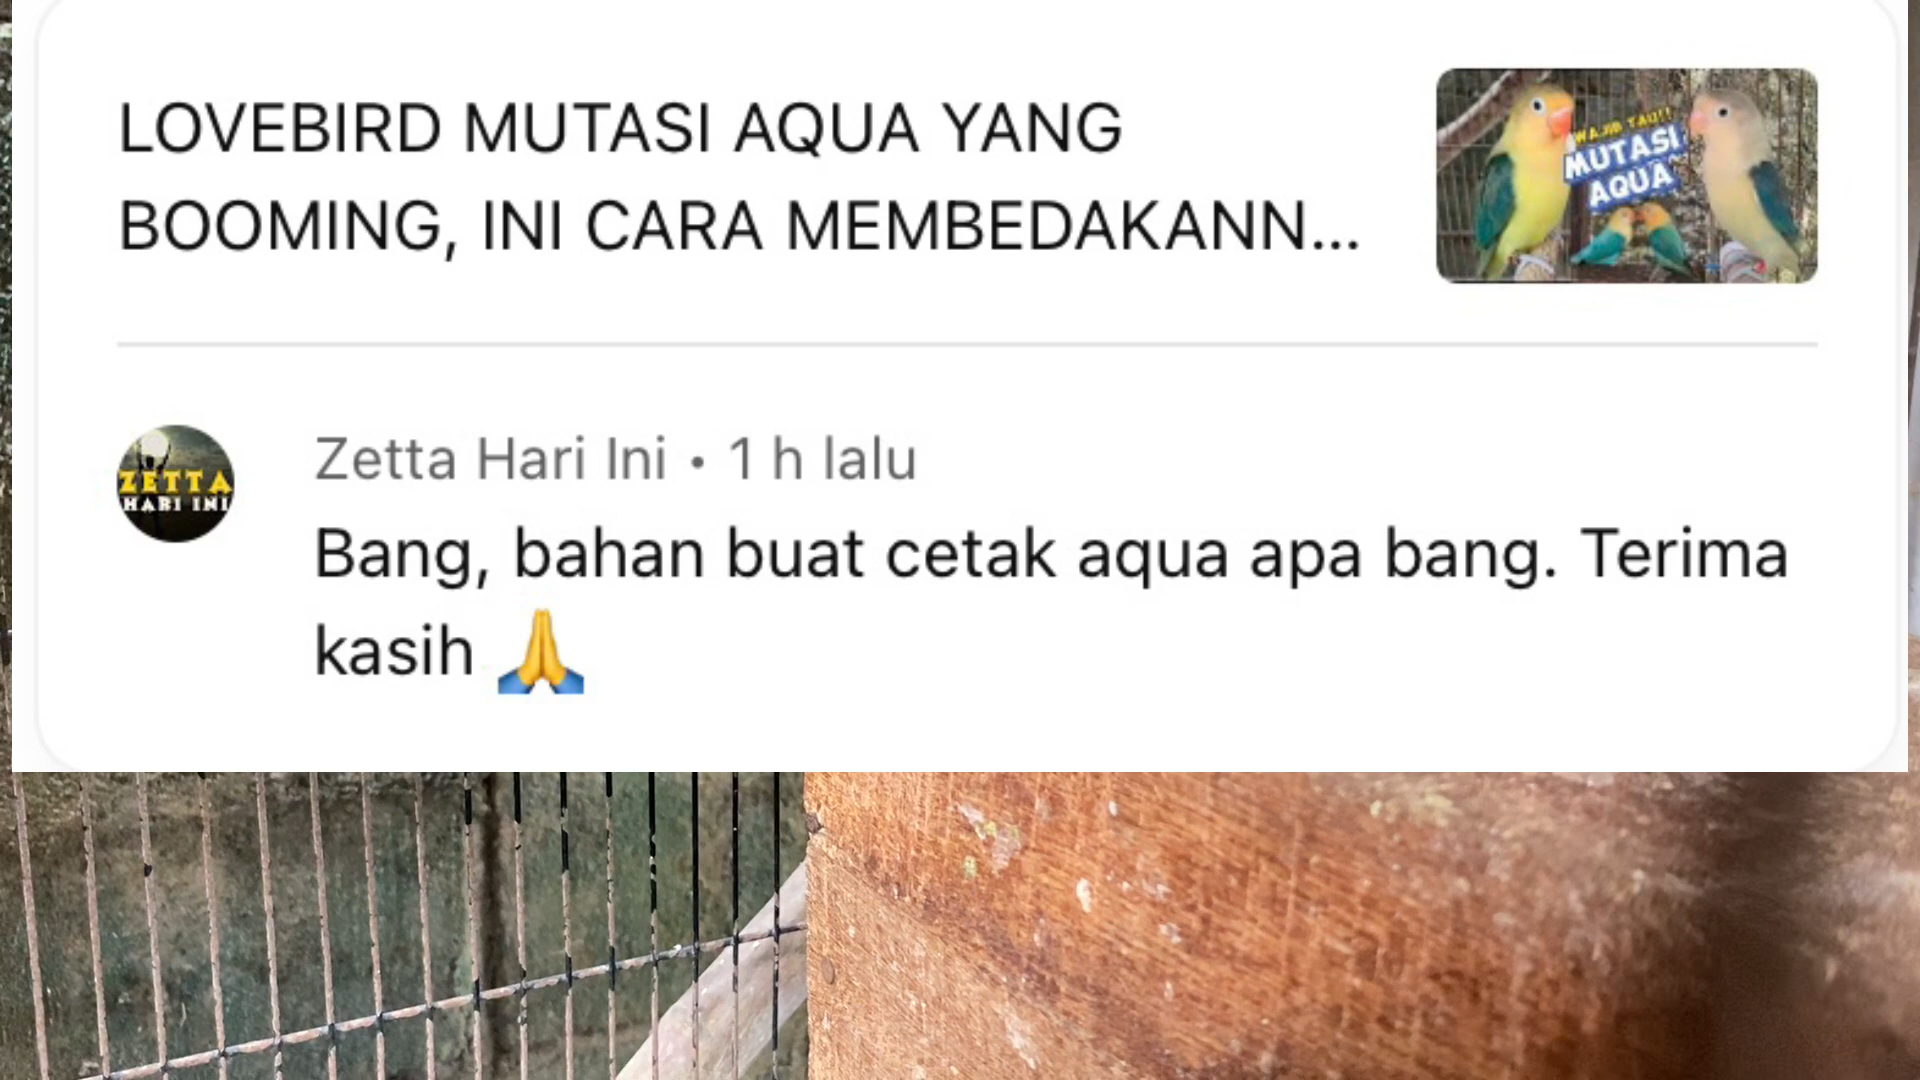 LOVEBIRD MUTASI AQUA YANG
BOOMING, INI CARA MEMBEDAKANN...
WAJIB TAU!!
MUTASI
AQUA
ZETTA
HARI INI
Zetta Hari Ini • 1 h lalu
Bang, bahan buat cetak aqua apa bang. Terima
kasih 🙏